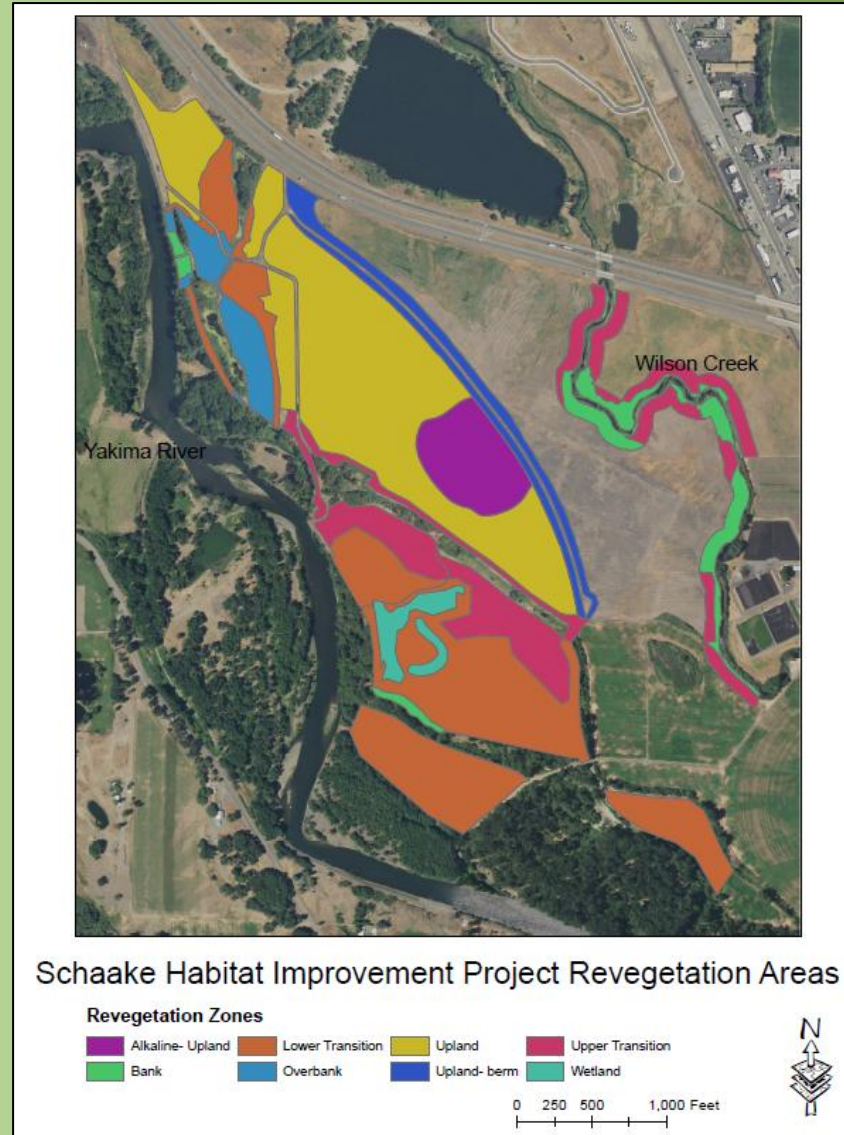 Wilson Creek
Yakima River
Schaake Habitat Improvement Project Revegetation Areas
Revegetation Zones
Alkaline- Upland
Lower Transition
Upland
Upper Transition
Bank
Overbank
Upland- berm
Wetland
N
0 250 500 1,000 Feet